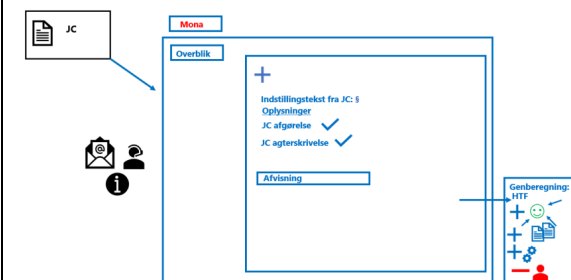 JC
Mona
Overblik
Indstillingstekst fra JC: §
Oplysninger
JC afgørelse
JC agterskrivelse
Afvisning
Genberegning:
HTF